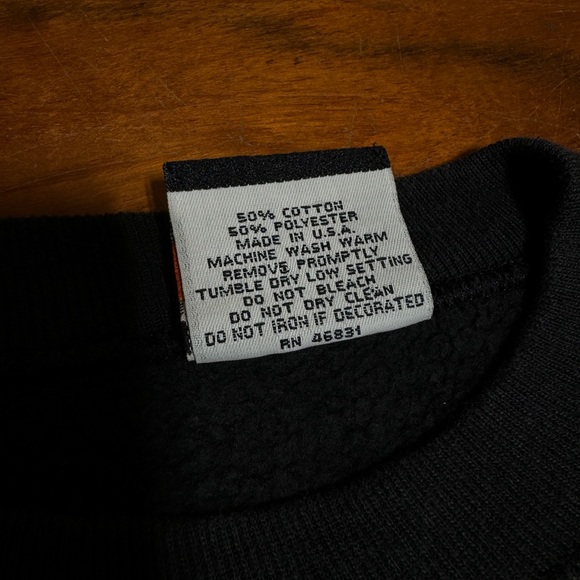 50% COTTON
50% POLYESTER
MADE IN U.S.A.
MACHINE WASH WARM
REMOVE PROMPTLY
TUMBLE DRY LOW SETTING
DO NOT BLEACH
DO NOT DRY CLEAN
DO NOT IRON IF DECORATED
RN 46831